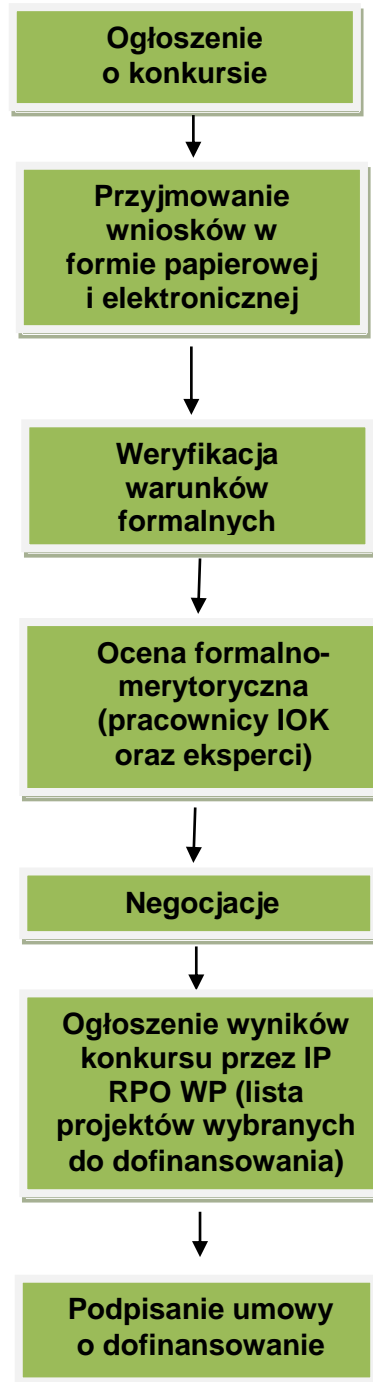 Ogłoszenie
o konkursie
Przyjmowanie
wniosków w
formie papierowej
i elektronicznej
Weryfikacja
warunków
formalnych
Ocena formalno-
merytoryczna
(pracownicy IOK
oraz eksperci)
Negocjacje
Ogłoszenie wyników
konkursu przez IP
RPO WP (lista
projektów wybranych
do dofinansowania)
Podpisanie umowy
o dofinansowanie